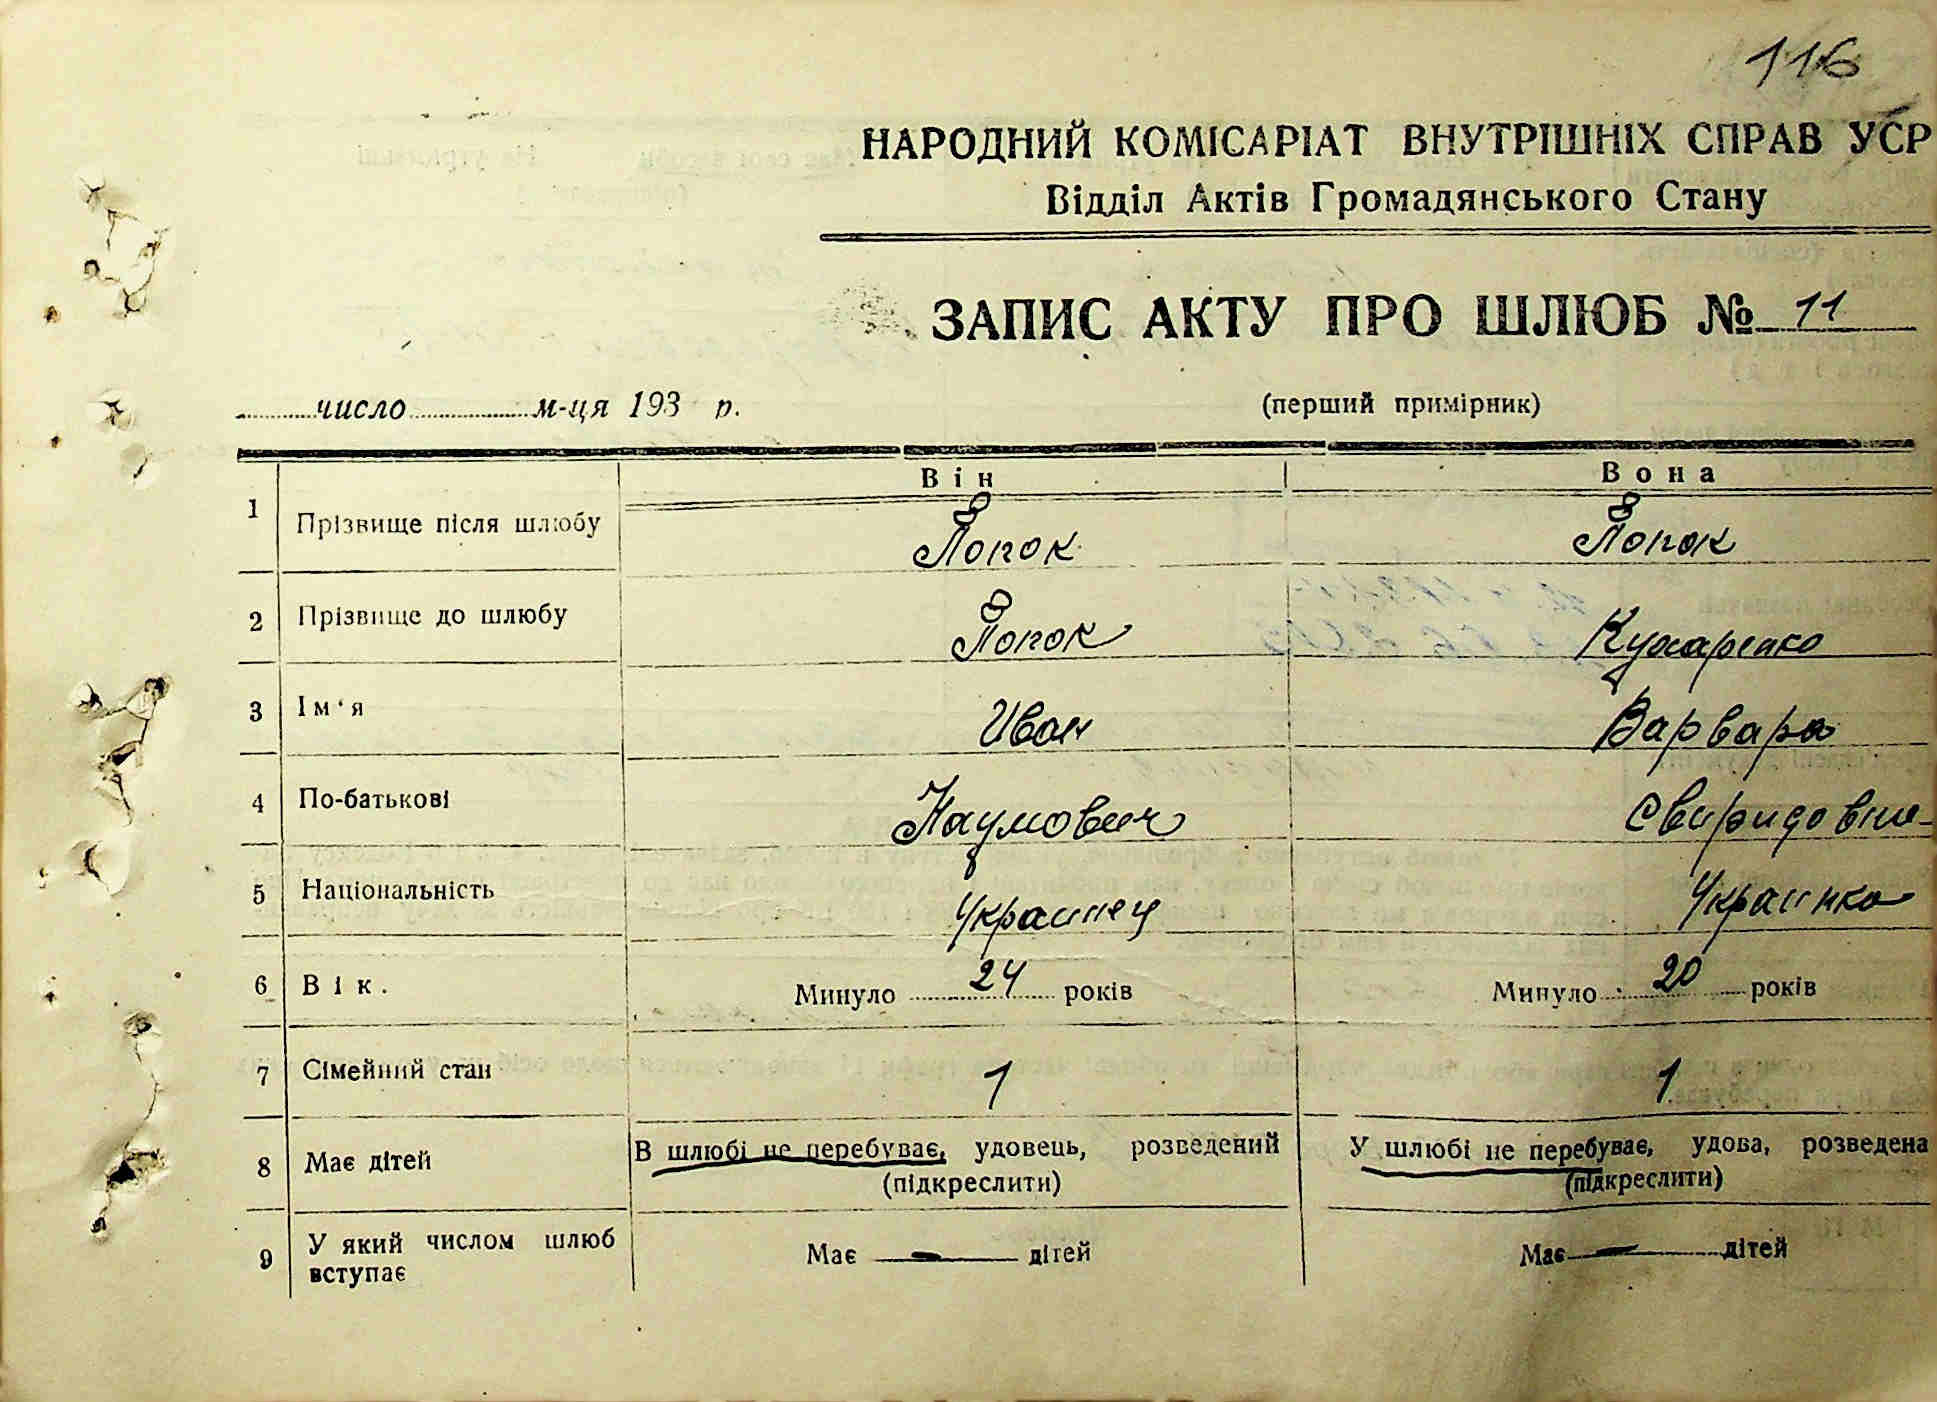 116
НАРОДНИЙ КОМІСАРІАТ ВНУТРІШНІХ СПРАВ УСР
Відділ Актів Громадянського Стану
ЗАПИС АКТУ ПРО ШЛЮБ № 11
число м-ця 193 р. (перший примірник)
Він Вона
1 Прізвище після шлюбу Попок Попок
2 Прізвище до шлюбу Попок Кухаренко
3 Ім'я Иван Варвара
4 По-батькові Наумович Свиридовна
5 Національність Украинец Украинка
6 Вік. Минуло 24 років Минуло 20 років
7 Сімейний стан 1 1
8 Має дітей В шлюбі не перебуває, удовець, розведений У шлюбі не перебуває, удова, розведена
(підкреслити) (підкреслити)
9 У який числом шлюб вступає Має — дітей Має — дітей